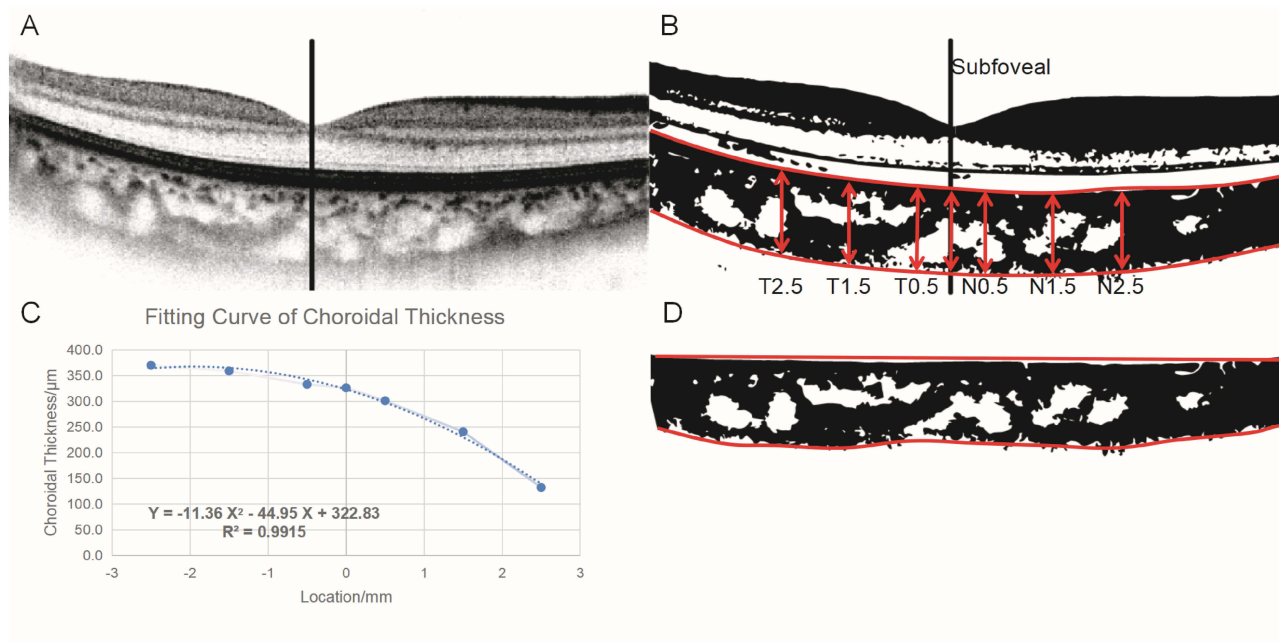 A
B
Subfoveal
T2.5 T1.5 T0.5 N0.5 N1.5 N2.5
C
Fitting Curve of Choroidal Thickness
Choroidal Thickness/μm
400.0
350.0
300.0
250.0
200.0
150.0
100.0
50.0
0.0
Y = -11.36 X² - 44.95 X + 322.83
R² = 0.9915
-3 -2 -1 0 1 2 3
Location/mm
D